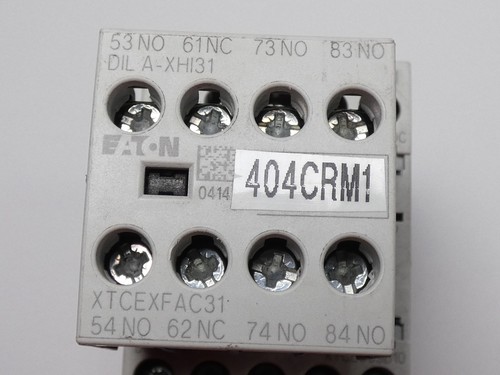 53 NO 61 NC 73 NO 83 NO
DIL A-XHI31
EATON
0414
404CRM1
XTCEXFAC31
54 NO 62 NC 74 NO 84 NO